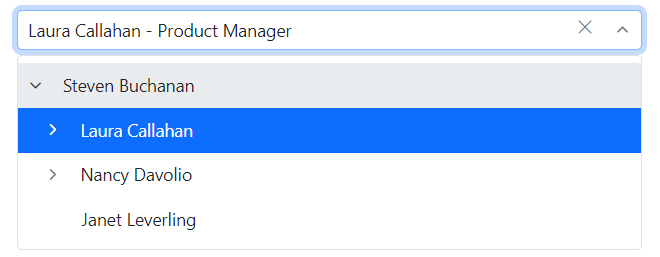 Laura Callahan - Product Manager
Steven Buchanan
Laura Callahan
Nancy Davolio
Janet Leverling